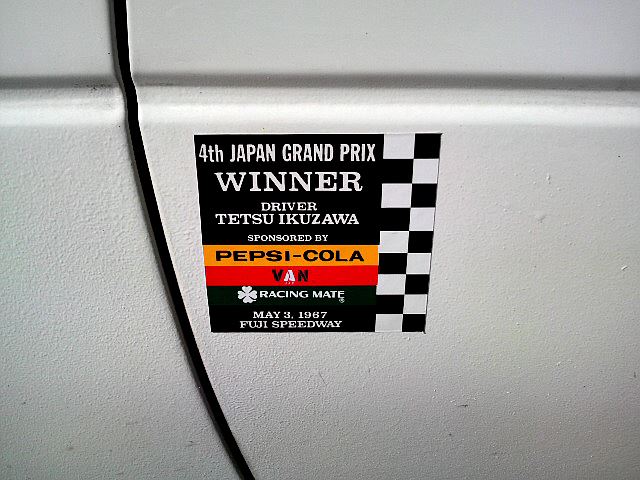 4th JAPAN GRAND PRIX
WINNER
DRIVER
TETSU IKUZAWA
SPONSORED BY
PEPSI-COLA
VAN
RACING MATE ®
MAY 3, 1967
FUJI SPEEDWAY